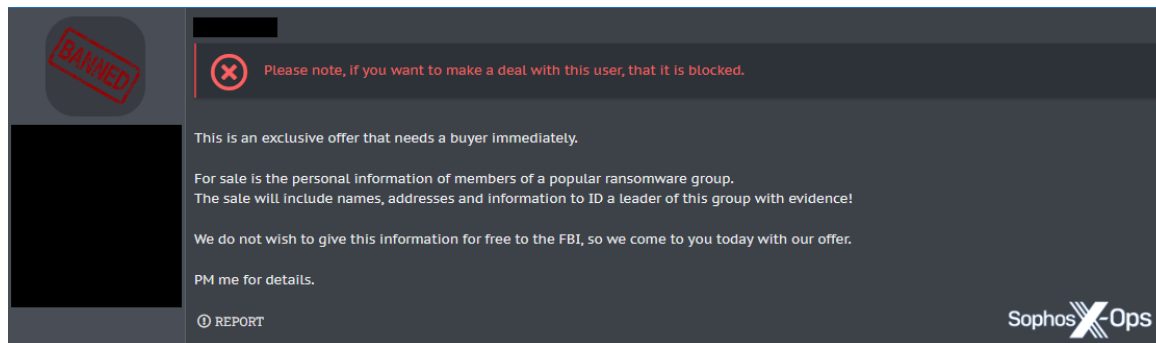 BANNED
Please note, if you want to make a deal with this user, that it is blocked.
This is an exclusive offer that needs a buyer immediately.
For sale is the personal information of members of a popular ransomware group.
The sale will include names, addresses and information to ID a leader of this group with evidence!
We do not wish to give this information for free to the FBI, so we come to you today with our offer.
PM me for details.
REPORT
Sophos X-Ops